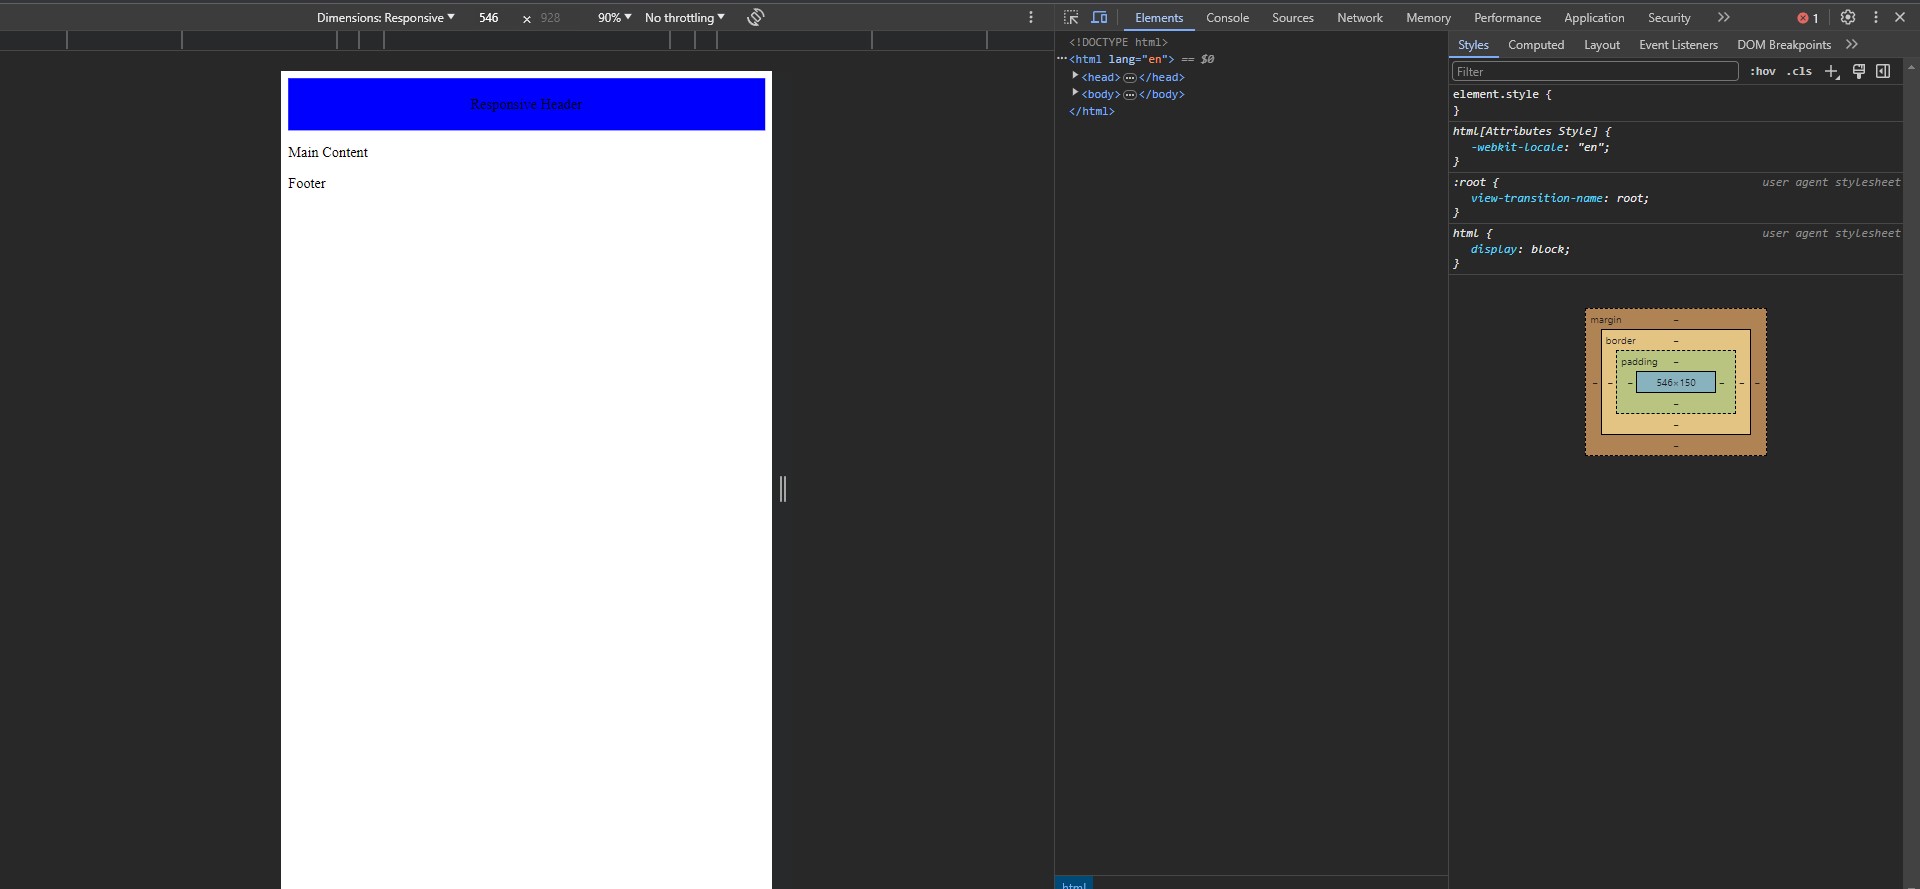 Dimensions: Responsive 546 × 928 90% No throttling
Elements Console Sources Network Memory Performance Application Security 1
Responsive Header
Main Content
Footer
<!DOCTYPE html>
<html lang="en"> == $0
<head> </head>
<body> </body>
</html>
html
Styles Computed Layout Event Listeners DOM Breakpoints
Filter :hov .cls
element.style {
}
html[Attributes Style] {
-webkit-locale: "en";
}
:root { user agent stylesheet
view-transition-name: root;
}
html { user agent stylesheet
display: block;
}
margin –
border –
padding –
– – – 546×150 – – –
–
–
–